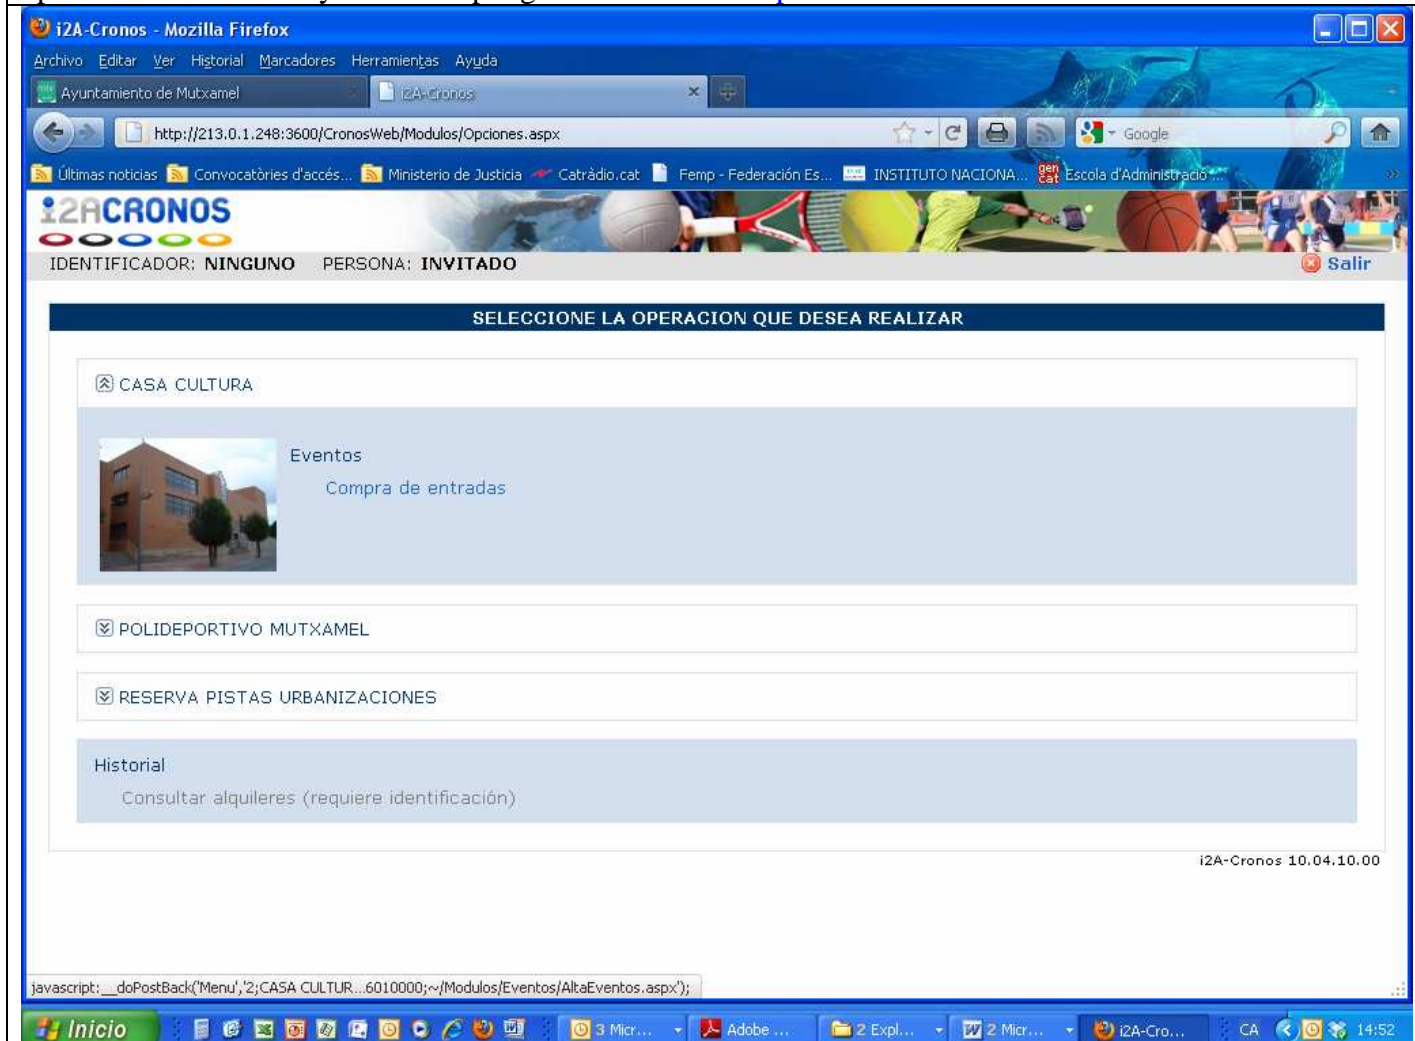 i2A-Cronos - Mozilla Firefox
Archivo Editar Ver Historial Marcadores Herramientas Ayuda
Ayuntamiento de Mutxamel i2A-Cronos
http://213.0.1.248:3600/CronosWeb/Modulos/Opciones.aspx Google
Últimas noticias Convocatòries d'accés... Ministerio de Justicia Catràdio.cat Femp - Federación Es... INSTITUTO NACIONA... gen cat Escola d'Administració ...
i2ACRONOS
IDENTIFICADOR: NINGUNO PERSONA: INVITADO Salir
SELECCIONE LA OPERACION QUE DESEA REALIZAR
CASA CULTURA
Eventos
Compra de entradas
POLIDEPORTIVO MUTXAMEL
RESERVA PISTAS URBANIZACIONES
Historial
Consultar alquileres (requiere identificación)
i2A-Cronos 10.04.10.00
javascript:__doPostBack('Menu','2;CASA CULTUR...6010000;~/Modulos/Eventos/AltaEventos.aspx');
Inicio 3 Micr... Adobe ... 2 Expl... 2 Micr... i2A-Cro... CA 14:52